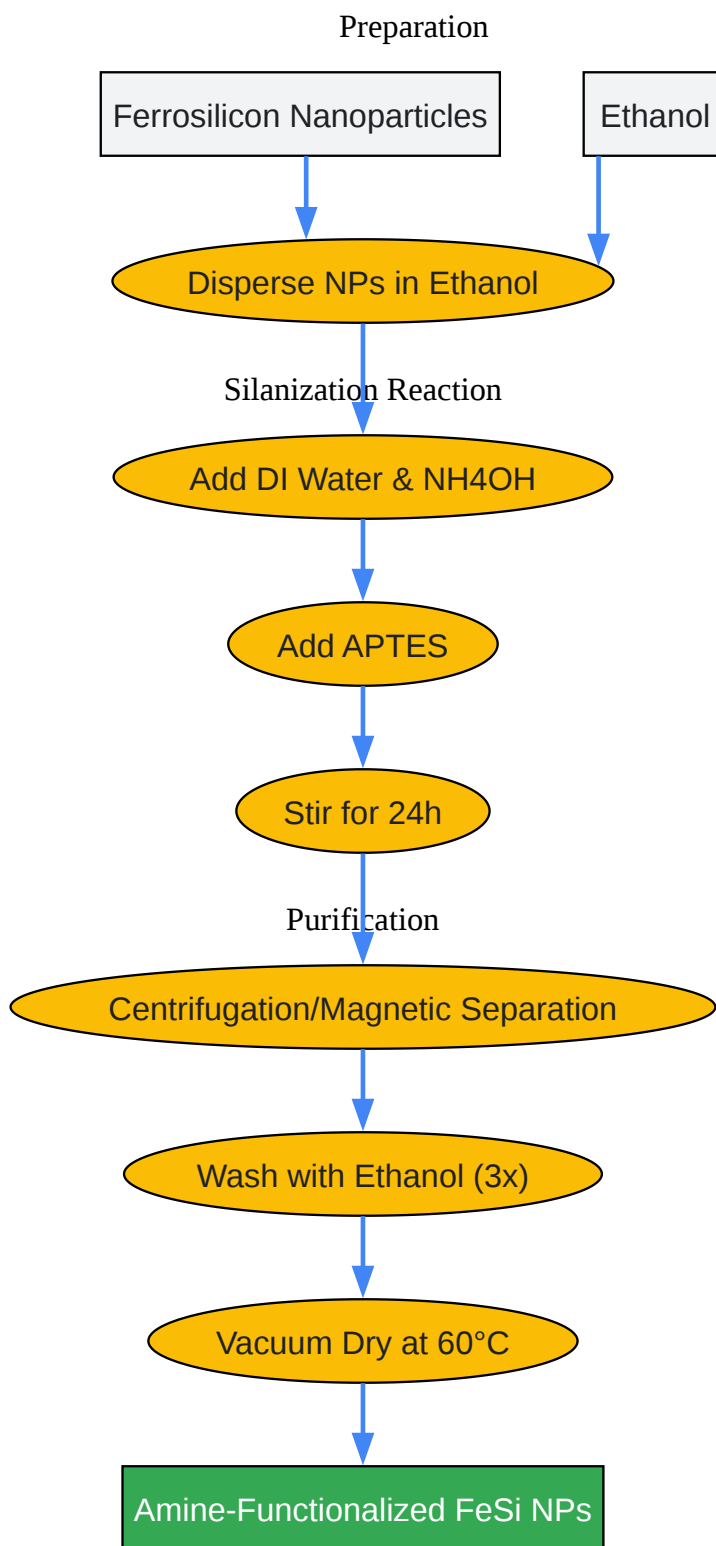 Preparation
Ferrosilicon Nanoparticles
Ethanol
Disperse NPs in Ethanol
Silanization Reaction
Add DI Water & NH4OH
Add APTES
Stir for 24h
Purification
Centrifugation/Magnetic Separation
Wash with Ethanol (3x)
Vacuum Dry at 60°C
Amine-Functionalized FeSi NPs